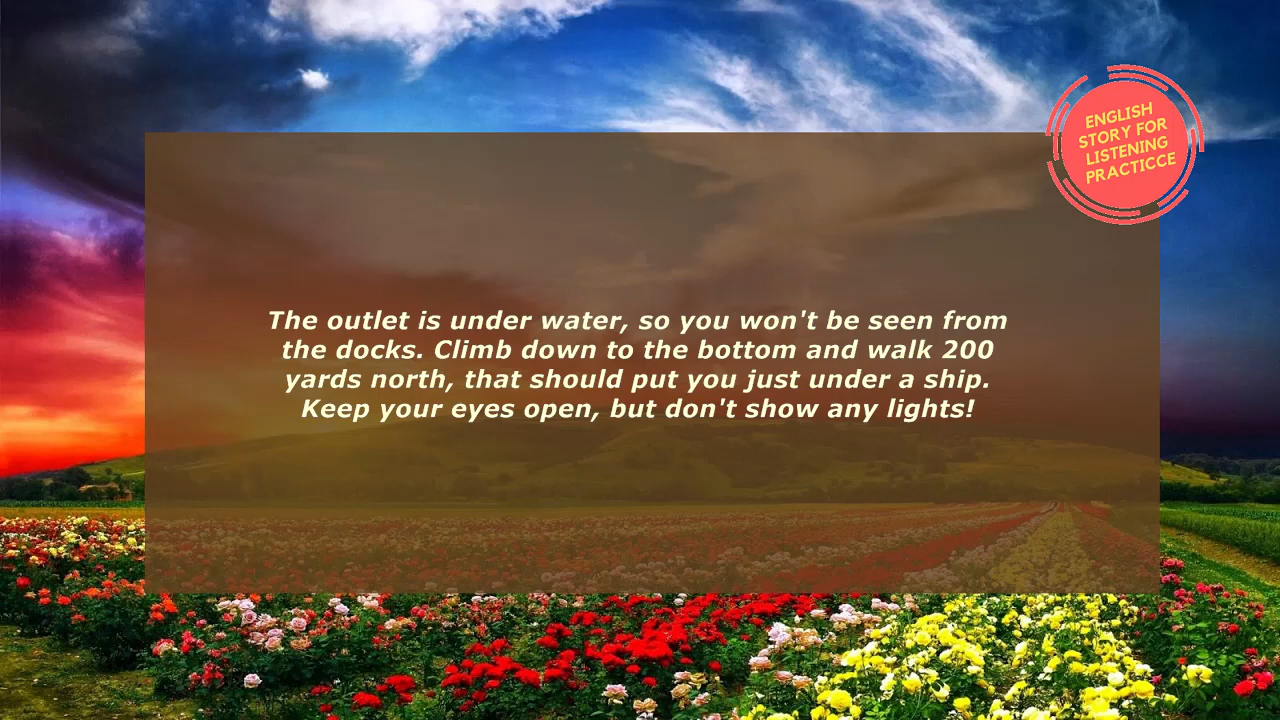 ENGLISH
STORY FOR
LISTENING
PRACTICCE
The outlet is under water, so you won't be seen from
the docks. Climb down to the bottom and walk 200
yards north, that should put you just under a ship.
Keep your eyes open, but don't show any lights!